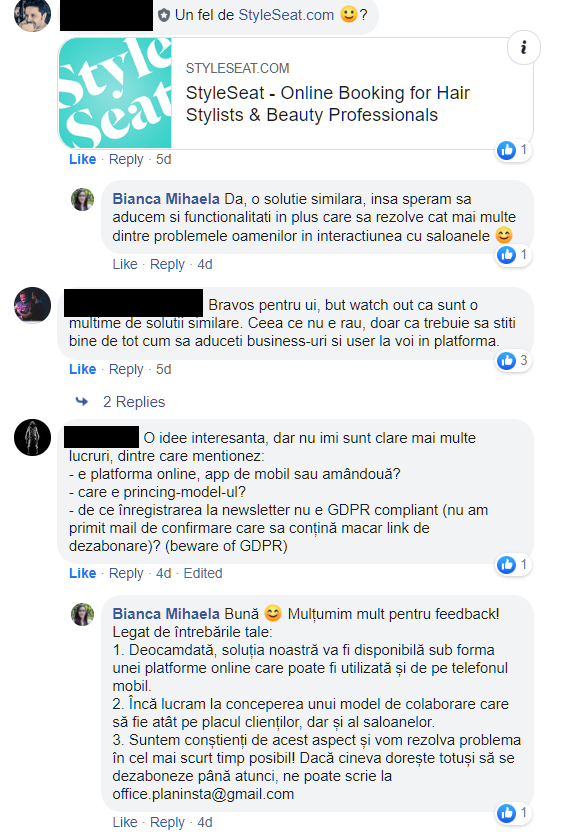 Un fel de StyleSeat.com 🙂?
Style
Seat
STYLESEAT.COM
StyleSeat - Online Booking for Hair
Stylists & Beauty Professionals
1
Like · Reply · 5d
Bianca Mihaela Da, o solutie similara, insa speram sa
aducem si functionalitati in plus care sa rezolve cat mai multe
dintre problemele oamenilor in interactiunea cu saloanele 😊
1
Like · Reply · 4d
Bravos pentru ui, but watch out ca sunt o
multime de solutii similare. Ceea ce nu e rau, doar ca trebuie sa stiti
bine de tot cum sa aduceti business-uri si user la voi in platforma.
3
Like · Reply · 5d
2 Replies
O idee interesanta, dar nu imi sunt clare mai multe
lucruri, dintre care mentionez:
- e platforma online, app de mobil sau amândouă?
- care e princing-model-ul?
- de ce înregistrarea la newsletter nu e GDPR compliant (nu am
primit mail de confirmare care sa conțină macar link de
dezabonare)? (beware of GDPR)
1
Like · Reply · 4d · Edited
Bianca Mihaela Bună 😊 Mulțumim mult pentru feedback!
Legat de întrebările tale:
1. Deocamdată, soluția noastră va fi disponibilă sub forma
unei platforme online care poate fi utilizată și de pe telefonul
mobil.
2. Încă lucram la conceperea unui model de colaborare care
să fie atât pe placul clienților, dar și al saloanelor.
3. Suntem conștienți de acest aspect și vom rezolva problema
în cel mai scurt timp posibil! Dacă cineva dorește totuși să se
dezaboneze până atunci, ne poate scrie la
office.planinsta@gmail.com
1
Like · Reply · 4d